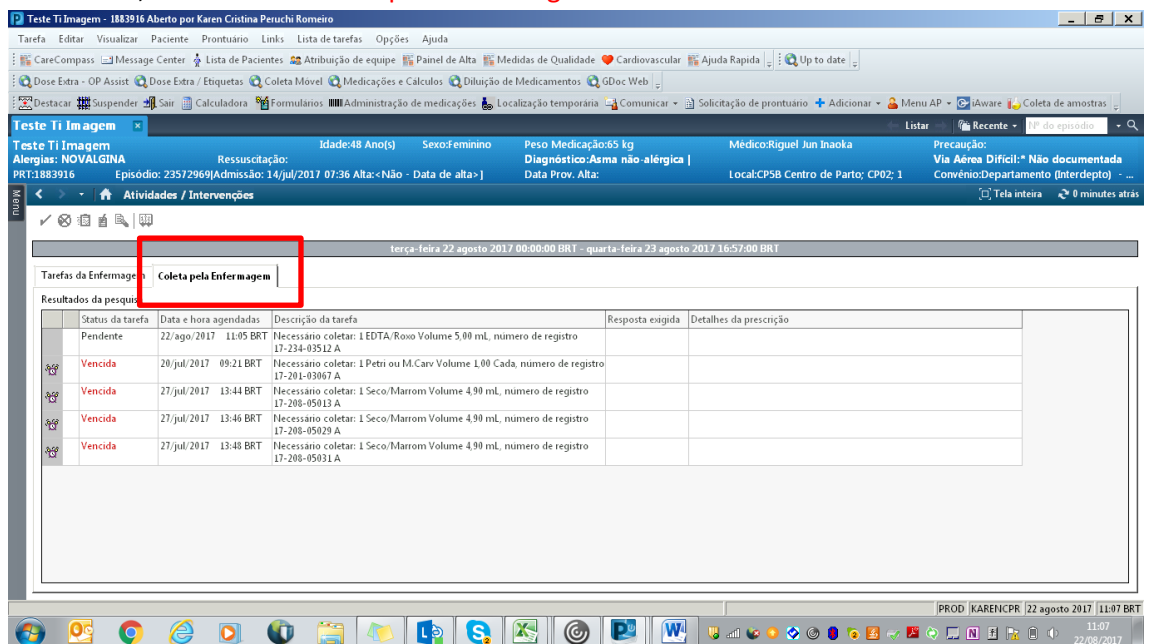 Teste Ti Imagem - 1883916 Aberto por Karen Cristina Peruchi Romeiro
Tarefa Editar Visualizar Paciente Prontuário Links Lista de tarefas Opções Ajuda
CareCompass Message Center Lista de Pacientes Atribuição de equipe Painel de Alta Medidas de Qualidade Cardiovascular Ajuda Rapida Up to date
Dose Extra - OP Assist Dose Extra / Etiquetas Coleta Móvel Medicações e Cálculos Diluição de Medicamentos GDoc Web
Destacar Suspender Sair Calculadora Formulários Administração de medicações Localização temporária Comunicar Solicitação de prontuário Adicionar Menu AP iAware Coleta de amostras
Teste Ti Imagem Listar Recente Nº do episódio
Teste Ti Imagem Idade:48 Ano(s) Sexo:Feminino Peso Medicação:65 kg Médico:Riguel Jun Inaoka Precaução:
Alergias: NOVALGINA Ressuscitação: Diagnóstico:Asma não-alérgica | Via Aérea Difícil:* Não documentada
PRT:1883916 Episódio: 23572969|Admissão: 14/jul/2017 07:36 Alta:<Não - Data de alta>] Data Prov. Alta: Local:CP5B Centro de Parto; CP02; 1 Convênio:Departamento (Interdepto) - ...
Menu Atividades / Intervenções Tela inteira 0 minutes atrás
terça-feira 22 agosto 2017 00:00:00 BRT - quarta-feira 23 agosto 2017 16:57:00 BRT
Tarefas da Enfermagem Coleta pela Enfermagem
Resultados da pesquis
Status da tarefa Data e hora agendadas Descrição da tarefa Resposta exigida Detalhes da prescrição
Pendente 22/ago/2017 11:05 BRT Necessário coletar: 1 EDTA/Roxo Volume 5,00 mL, número de registro
17-234-03512 A
Vencida 20/jul/2017 09:21 BRT Necessário coletar: 1 Petri ou M.Carv Volume 1,00 Cada, número de registro
17-201-03067 A
Vencida 27/jul/2017 13:44 BRT Necessário coletar: 1 Seco/Marrom Volume 4,90 mL, número de registro
17-208-05013 A
Vencida 27/jul/2017 13:46 BRT Necessário coletar: 1 Seco/Marrom Volume 4,90 mL, número de registro
17-208-05029 A
Vencida 27/jul/2017 13:48 BRT Necessário coletar: 1 Seco/Marrom Volume 4,90 mL, número de registro
17-208-05031 A
PROD KARENCPR 22 agosto 2017 11:07 BRT
11:07
22/08/2017